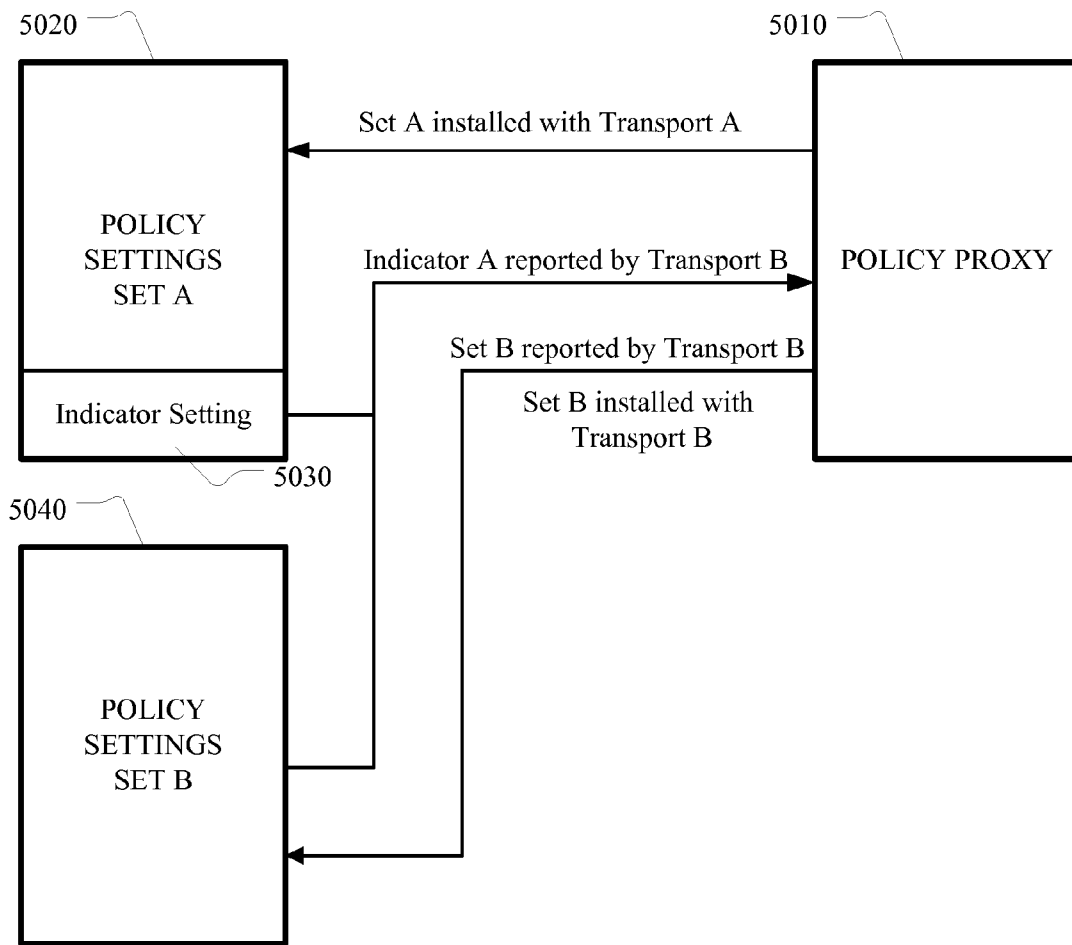 5020
5010
Set A installed with Transport A
POLICY
SETTINGS
SET A
Indicator A reported by Transport B
POLICY PROXY
Set B reported by Transport B
Set B installed with
Transport B
Indicator Setting
5030
5040
POLICY
SETTINGS
SET B